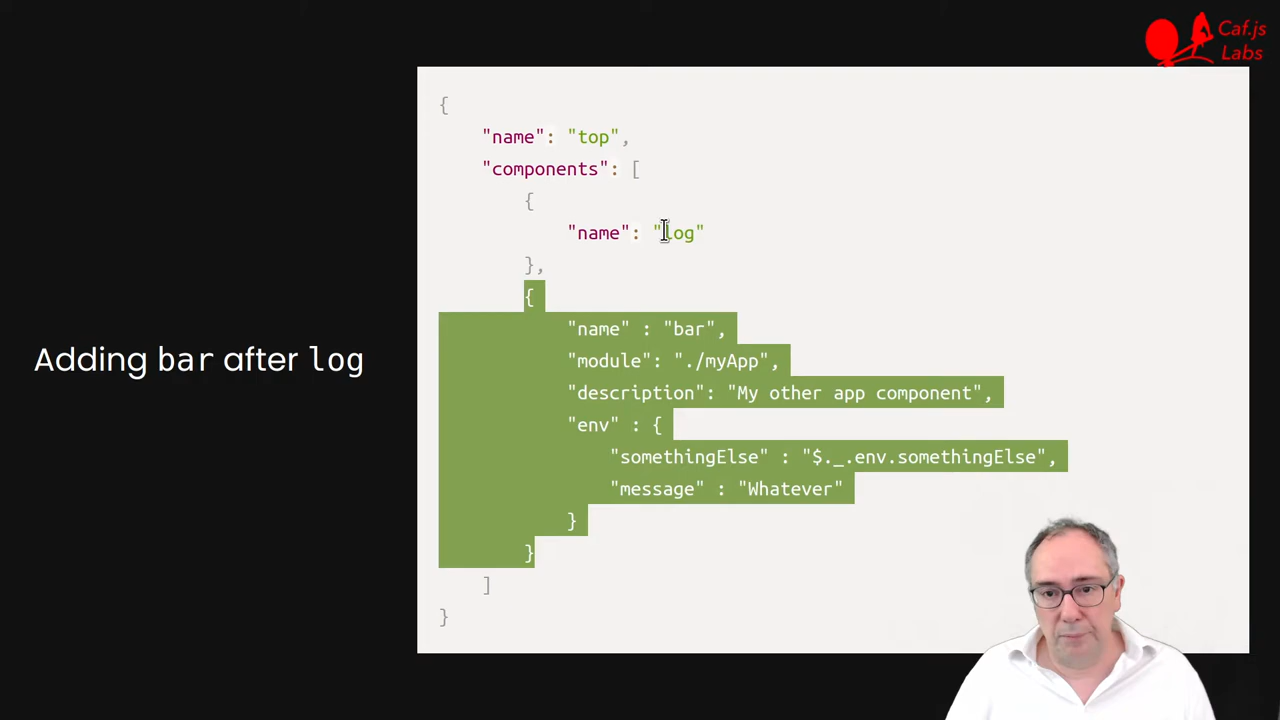 Caf.js
Labs
{
"name": "top",
"components": [
{
"name": "log"
},
{
"name" : "bar",
"module": "./myApp",
"description": "My other app component",
"env" : {
"somethingElse" : "$._.env.somethingElse",
"message" : "Whatever"
}
}
]
}
Adding bar after log